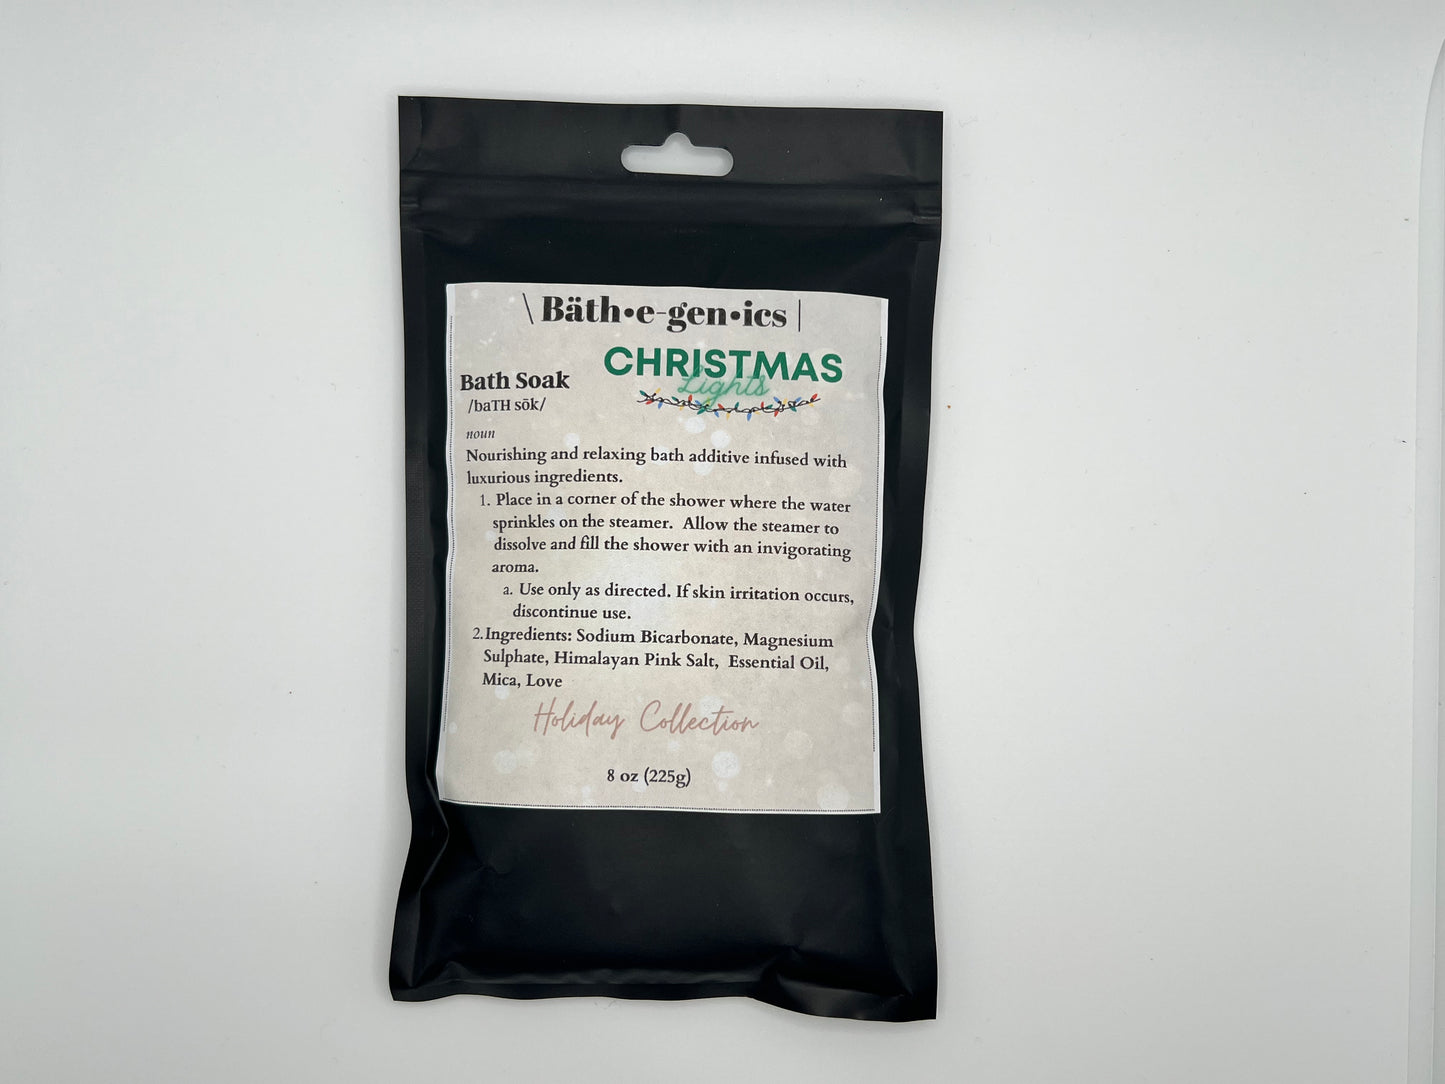 \ Bäth•e-gen•ics |
CHRISTMAS
Lights
Bath Soak
/baTH sōk/
noun
Nourishing and relaxing bath additive infused with
luxurious ingredients.
1. Place in a corner of the shower where the water
sprinkles on the steamer. Allow the steamer to
dissolve and fill the shower with an invigorating
aroma.
a. Use only as directed. If skin irritation occurs,
discontinue use.
2. Ingredients: Sodium Bicarbonate, Magnesium
Sulphate, Himalayan Pink Salt, Essential Oil,
Mica, Love
Holiday Collection
8 oz (225g)